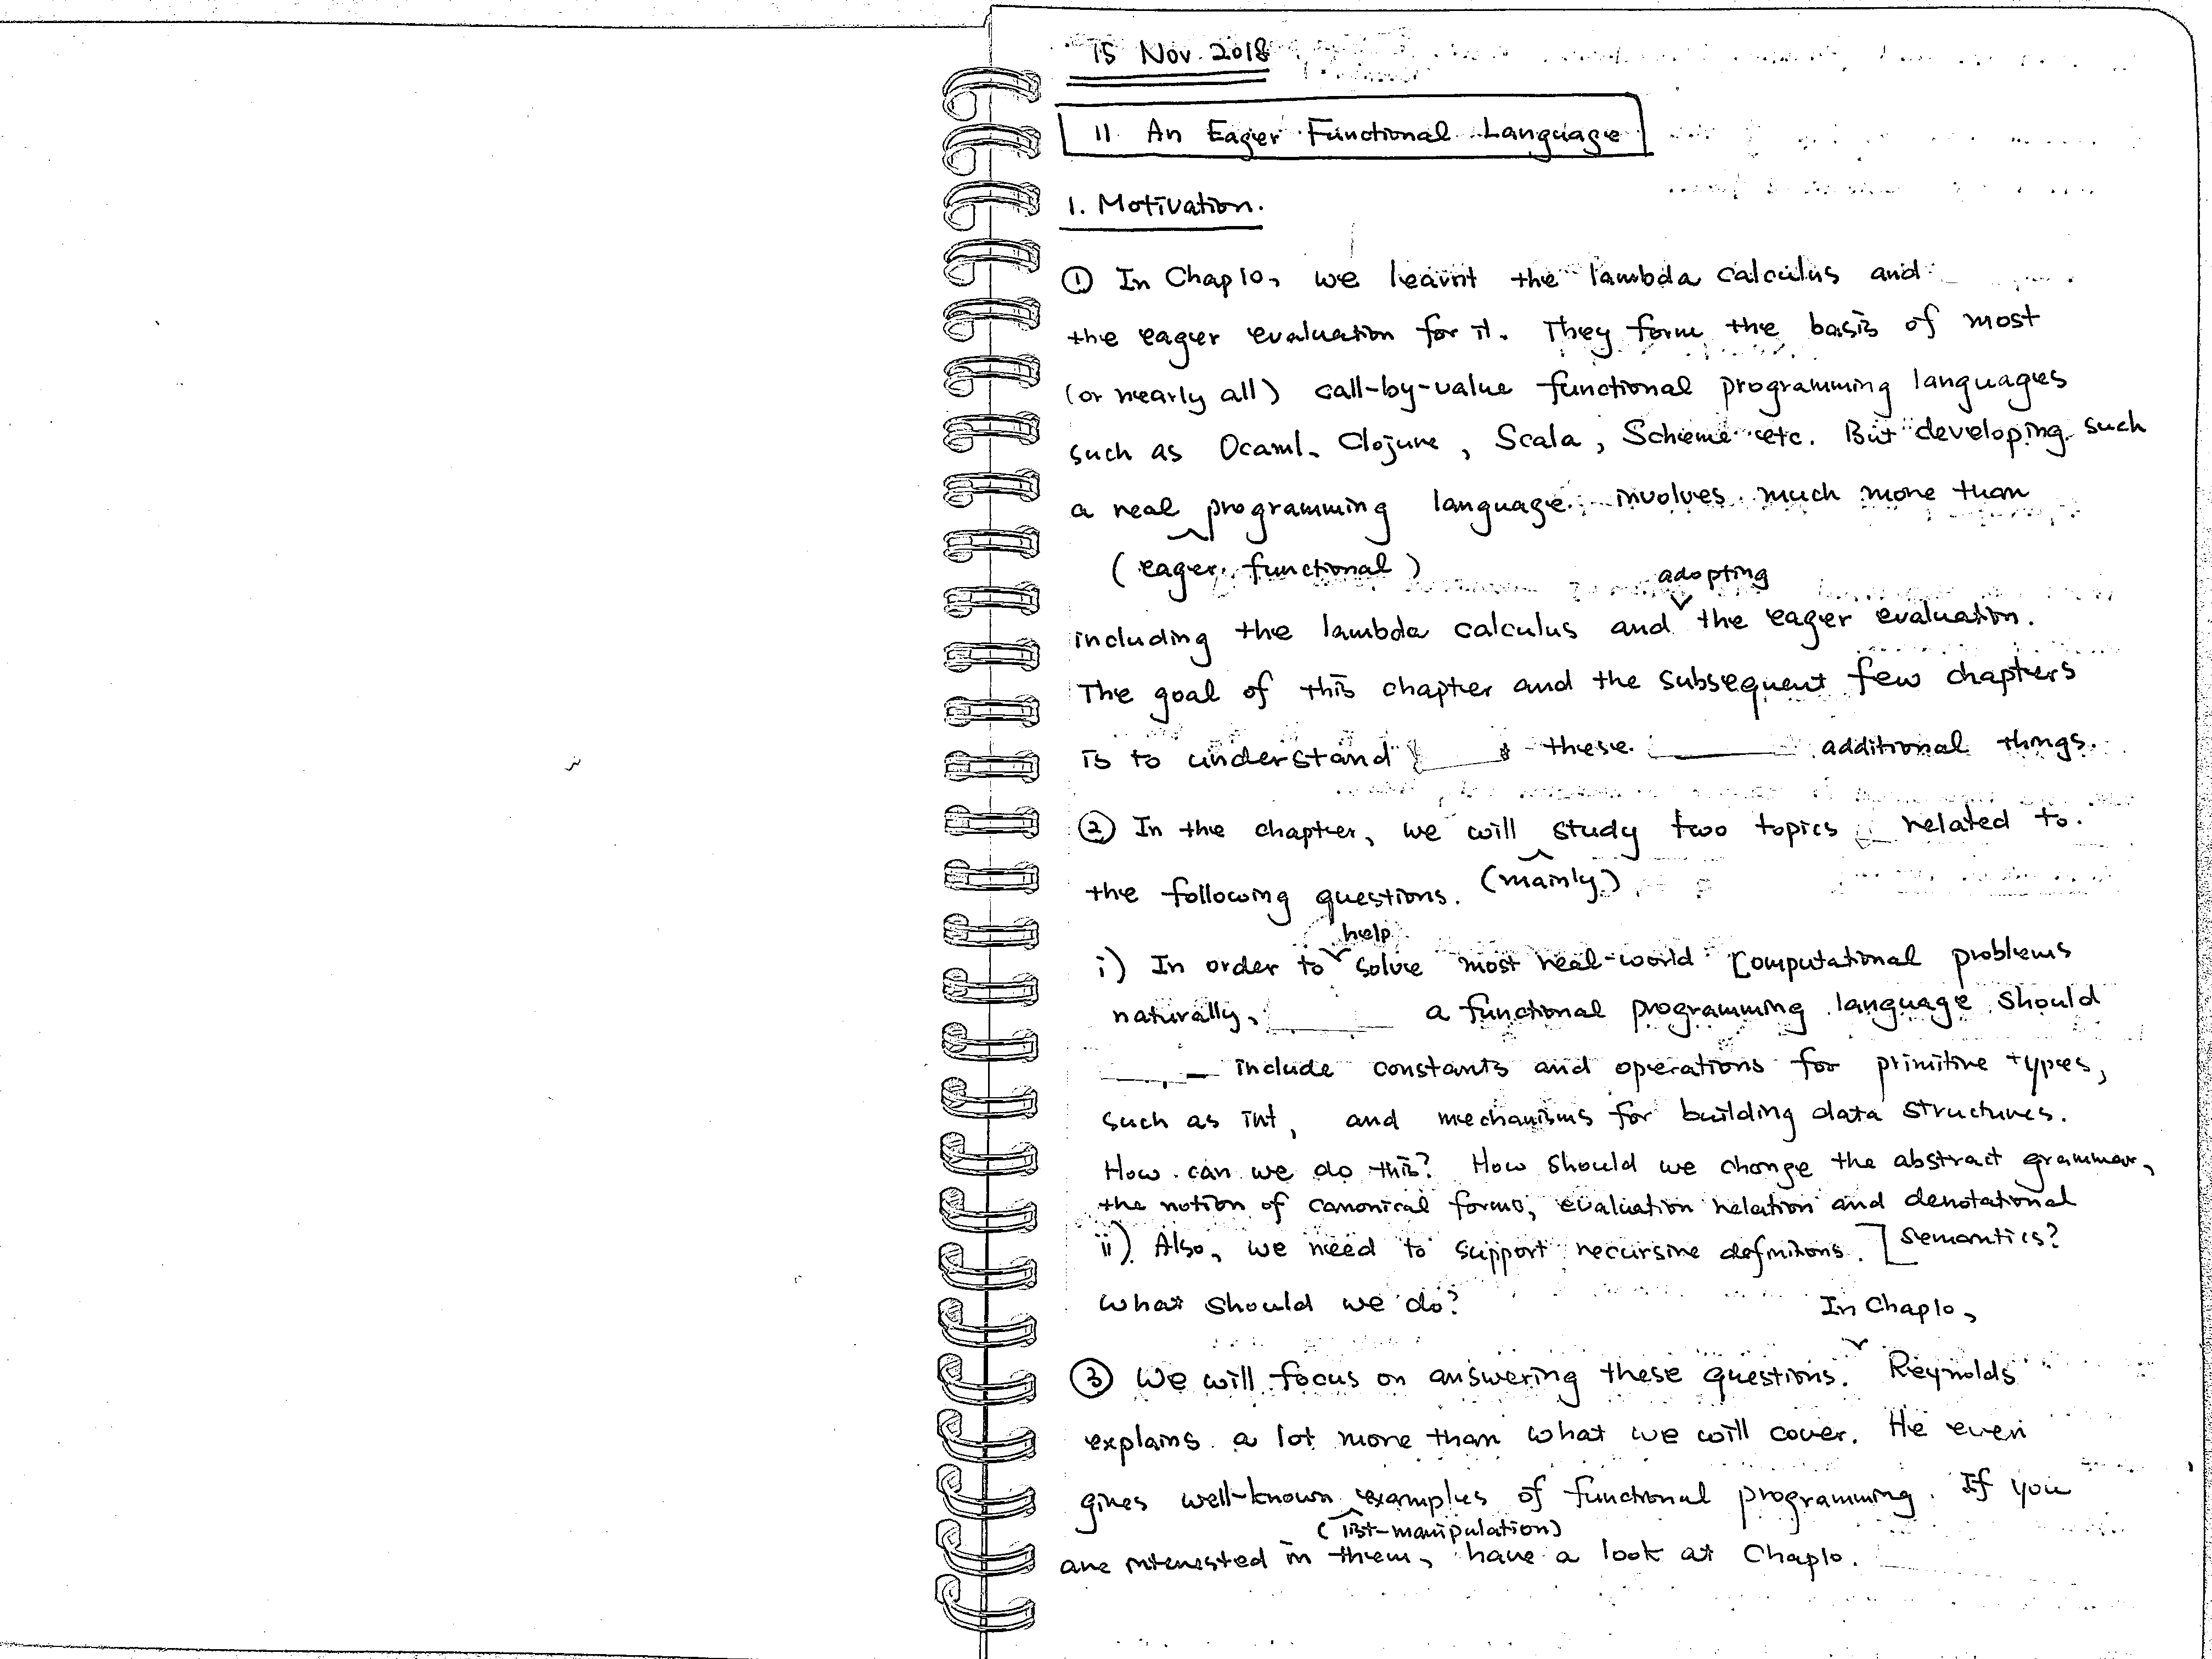 15 Nov. 2018
11. An Eager Functional Language
1. Motivation.
① In Chap10, we learnt the lambda calculus and
the eager evaluation for it. They form the basis of most
(or nearly all) call-by-value functional programming languages
such as Ocaml, Clojure, Scala, Scheme etc. But developing such
a real programming language involves much more than
(eager functional)
adopting
including the lambda calculus and the eager evaluation.
The goal of this chapter and the subsequent few chapters
is to understand these additional things.
② In the chapter, we will study two topics related to
(mainly)
the following questions.
help
i) In order to solve most real-world computational problems
naturally, a functional programming language should
include constants and operations for primitive types,
such as int, and mechanisms for building data structures.
How can we do this? How should we change the abstract grammar,
the notion of canonical forms, evaluation relation and denotational
semantics?
ii) Also, we need to support recursive definitions.
What should we do?
In Chap10,
③ We will focus on answering these questions. Reynolds
explains a lot more than what we will cover. He even
gives well-known examples of functional programming. If you
(list-manipulation)
are interested in them, have a look at Chap10.